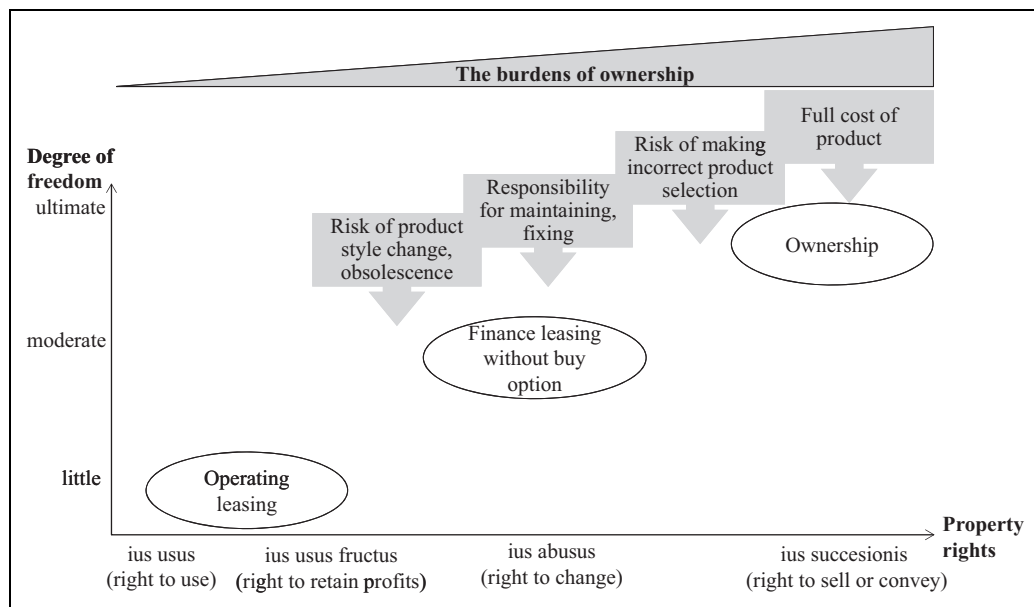 The burdens of ownership
Full cost of
product
Risk of making
incorrect product
selection
Responsibility
for maintaining,
fixing
Risk of product
style change,
obsolescence
Degree of
freedom
ultimate
moderate
little
Ownership
Finance leasing
without buy
option
Operating
leasing
Property
rights
ius usus
(right to use)
ius usus fructus
(right to retain profits)
ius abusus
(right to change)
ius succesionis
(right to sell or convey)